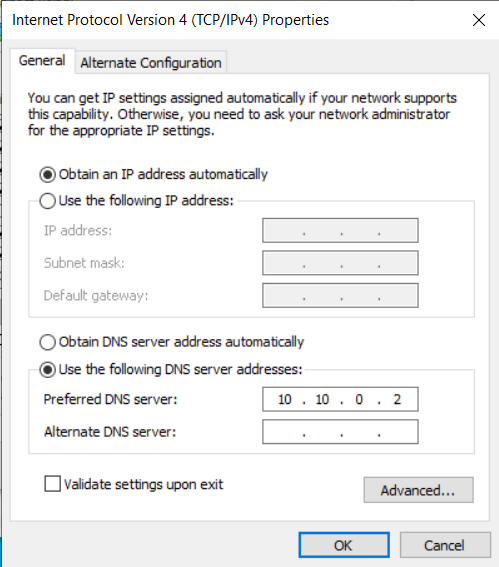 Internet Protocol Version 4 (TCP/IPv4) Properties
General
Alternate Configuration
You can get IP settings assigned automatically if your network supports
this capability. Otherwise, you need to ask your network administrator
for the appropriate IP settings.
Obtain an IP address automatically
Use the following IP address:
IP address:
. . .
Subnet mask:
. . .
Default gateway:
. . .
Obtain DNS server address automatically
Use the following DNS server addresses:
Preferred DNS server:
10 . 10 . 0 . 2
Alternate DNS server:
. . .
Validate settings upon exit
Advanced...
OK
Cancel